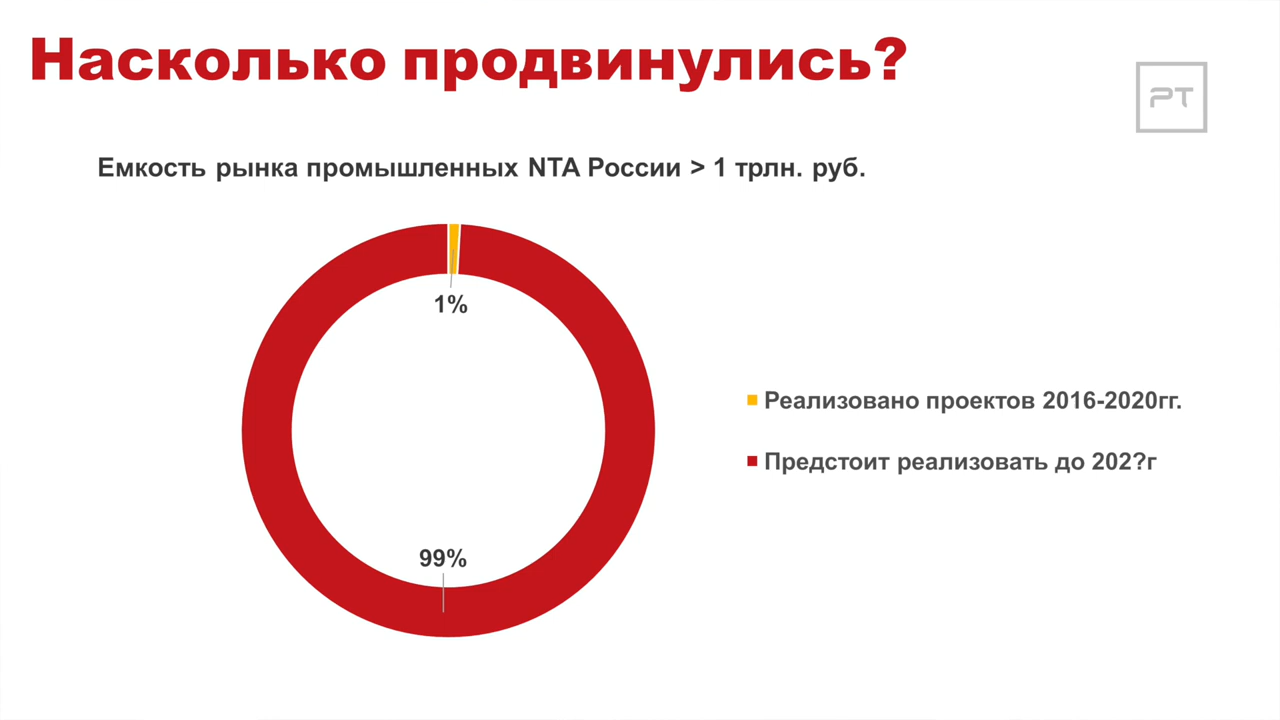 Насколько продвинулись?
PT
Емкость рынка промышленных NTA России > 1 трлн. руб.
1%
Реализовано проектов 2016-2020гг.
Предстоит реализовать до 202?г
99%